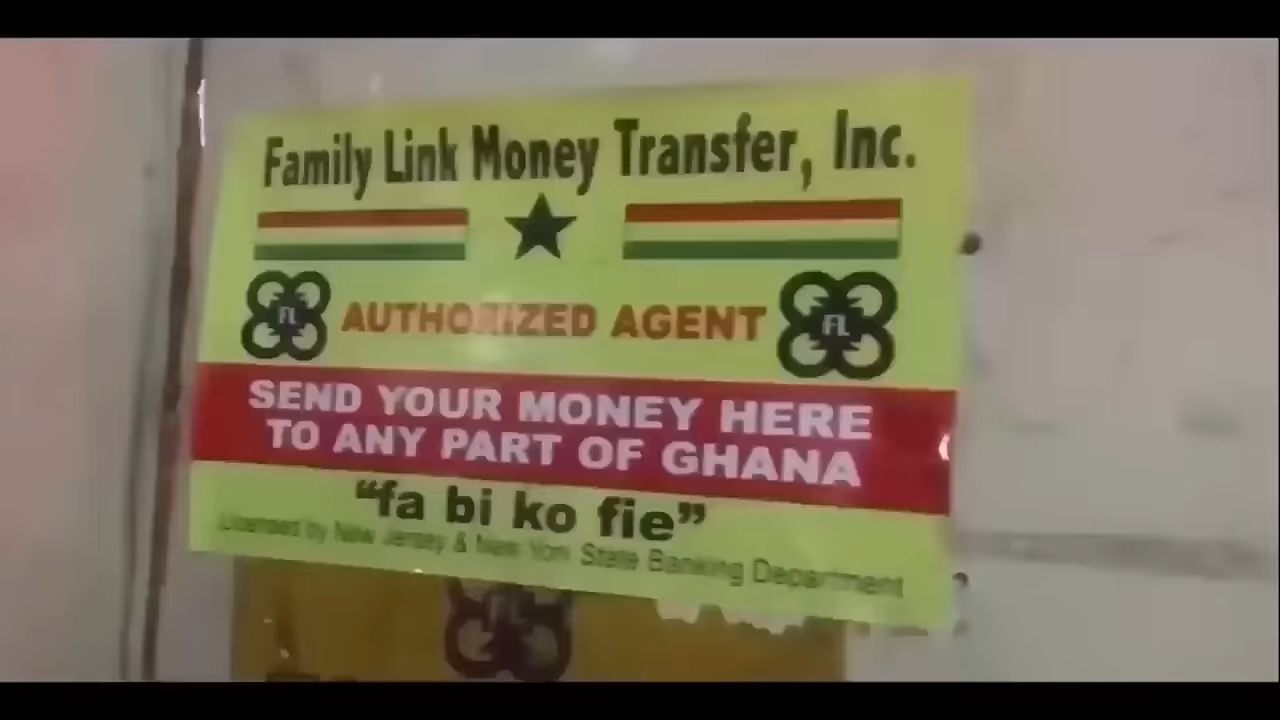 Family Link Money Transfer, Inc.
FL AUTHORIZED AGENT FL
SEND YOUR MONEY HERE
TO ANY PART OF GHANA
“fa bi ko fie”
Licensed by New Jersey & New York State Banking Department
FL